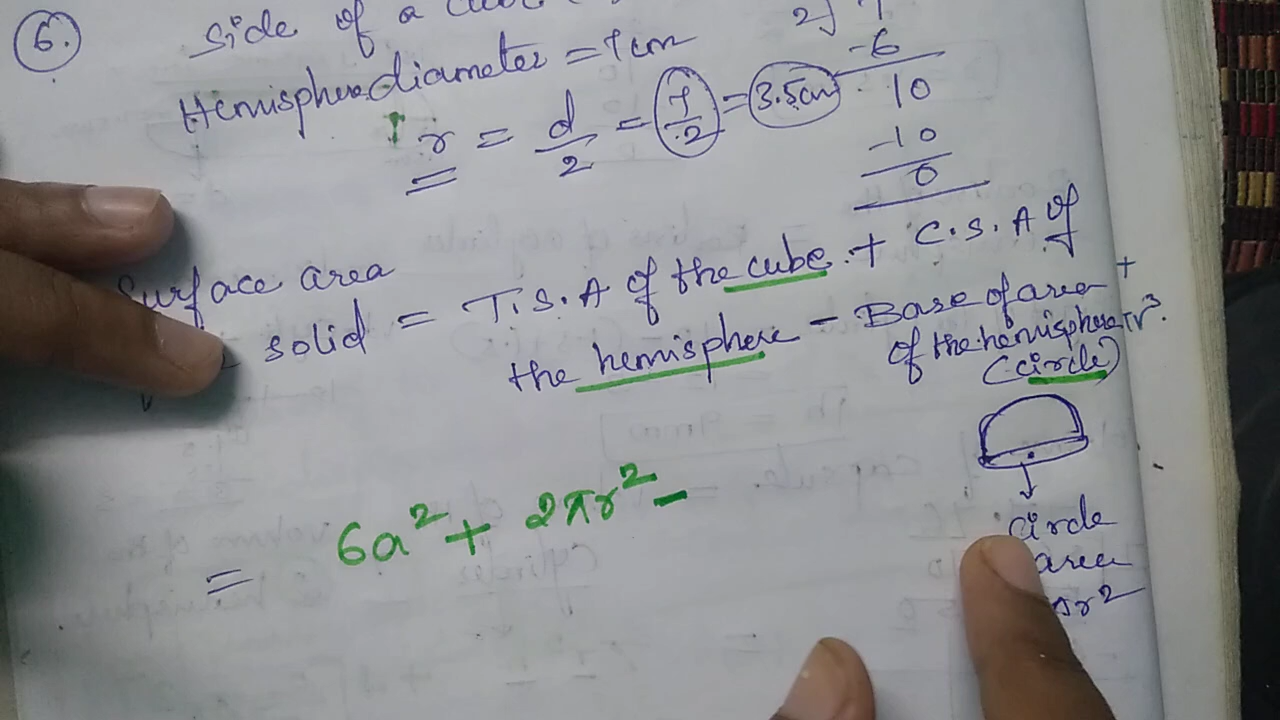 6.
side of a cube
Hemisphere diameter = 7cm
r = d/2 = 7/2 = 3.5cm
2) 7
-6
10
-10
0
Surface area
solid = T.S.A of the cube + C.S.A of
the hemisphere - Base of area +
of the hemisphere πr³.
(circle)
circle
area
πr²
= 6a² + 2πr² -